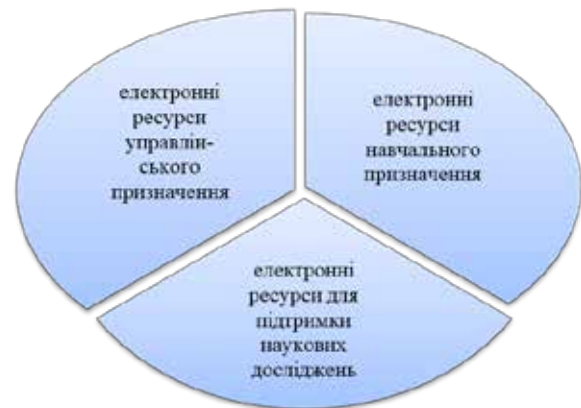 електронні
ресурси
управлін-
ського
призначення
електронні
ресурси
навчального
призначення
електронні
ресурси для
підтримки
наукових
досліджень